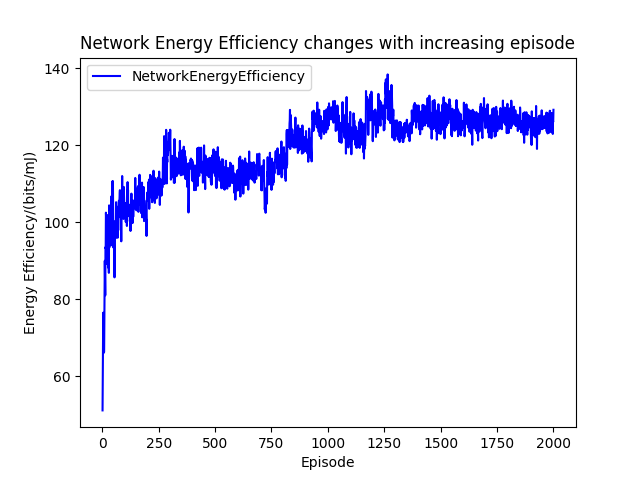 Network Energy Efficiency changes with increasing episode
NetworkEnergyEfficiency
Energy Efficiency/(bits/mJ)
140
120
100
80
60
0 250 500 750 1000 1250 1500 1750 2000
Episode